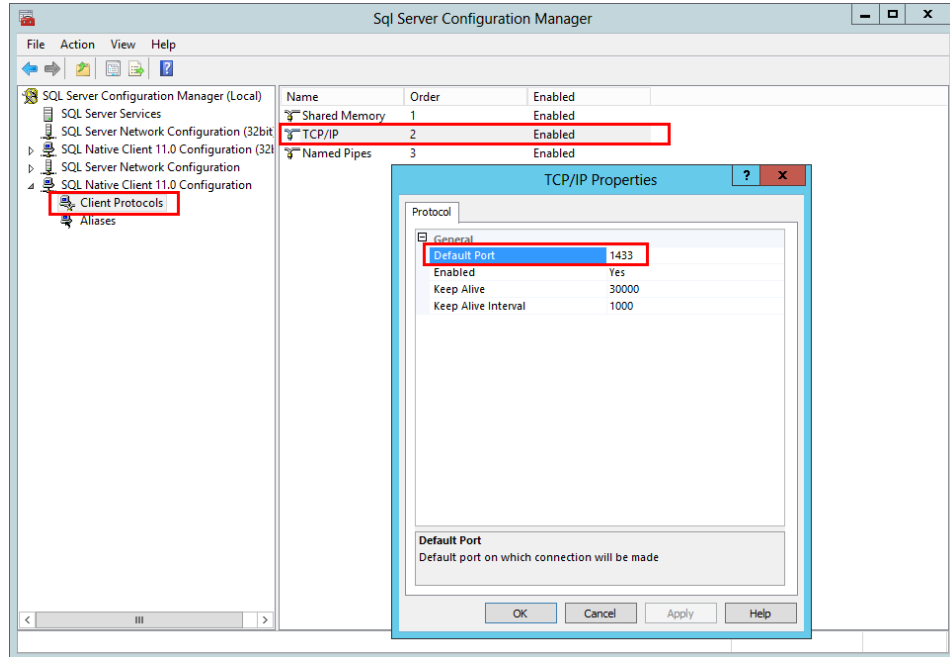 Sql Server Configuration Manager
File Action View Help
SQL Server Configuration Manager (Local)
SQL Server Services
SQL Server Network Configuration (32bit
SQL Native Client 11.0 Configuration (32b
SQL Server Network Configuration
SQL Native Client 11.0 Configuration
Client Protocols
Aliases
Name Order Enabled
Shared Memory 1 Enabled
TCP/IP 2 Enabled
Named Pipes 3 Enabled
TCP/IP Properties
Protocol
General
Default Port 1433
Enabled Yes
Keep Alive 30000
Keep Alive Interval 1000
Default Port
Default port on which connection will be made
OK Cancel Apply Help